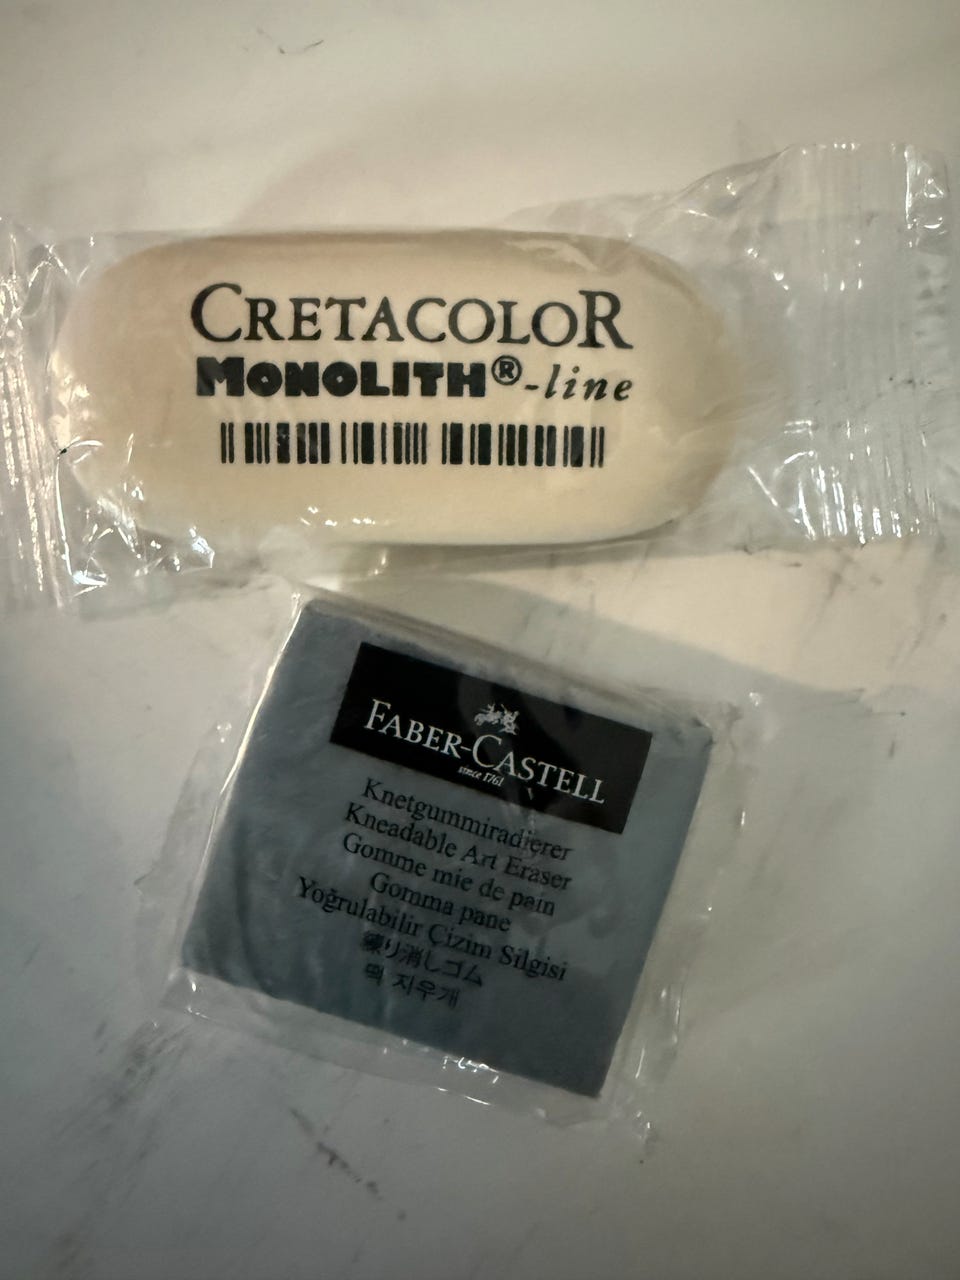 CRETACOLOR
MONOLITH®-line
FABER-CASTELL
since 1761
Knetgummiradierer
Kneadable Art Eraser
Gomme mie de pain
Gomma pane
Yoğrulabilir Çizim Silgisi
練り消しゴム
떡 지우개